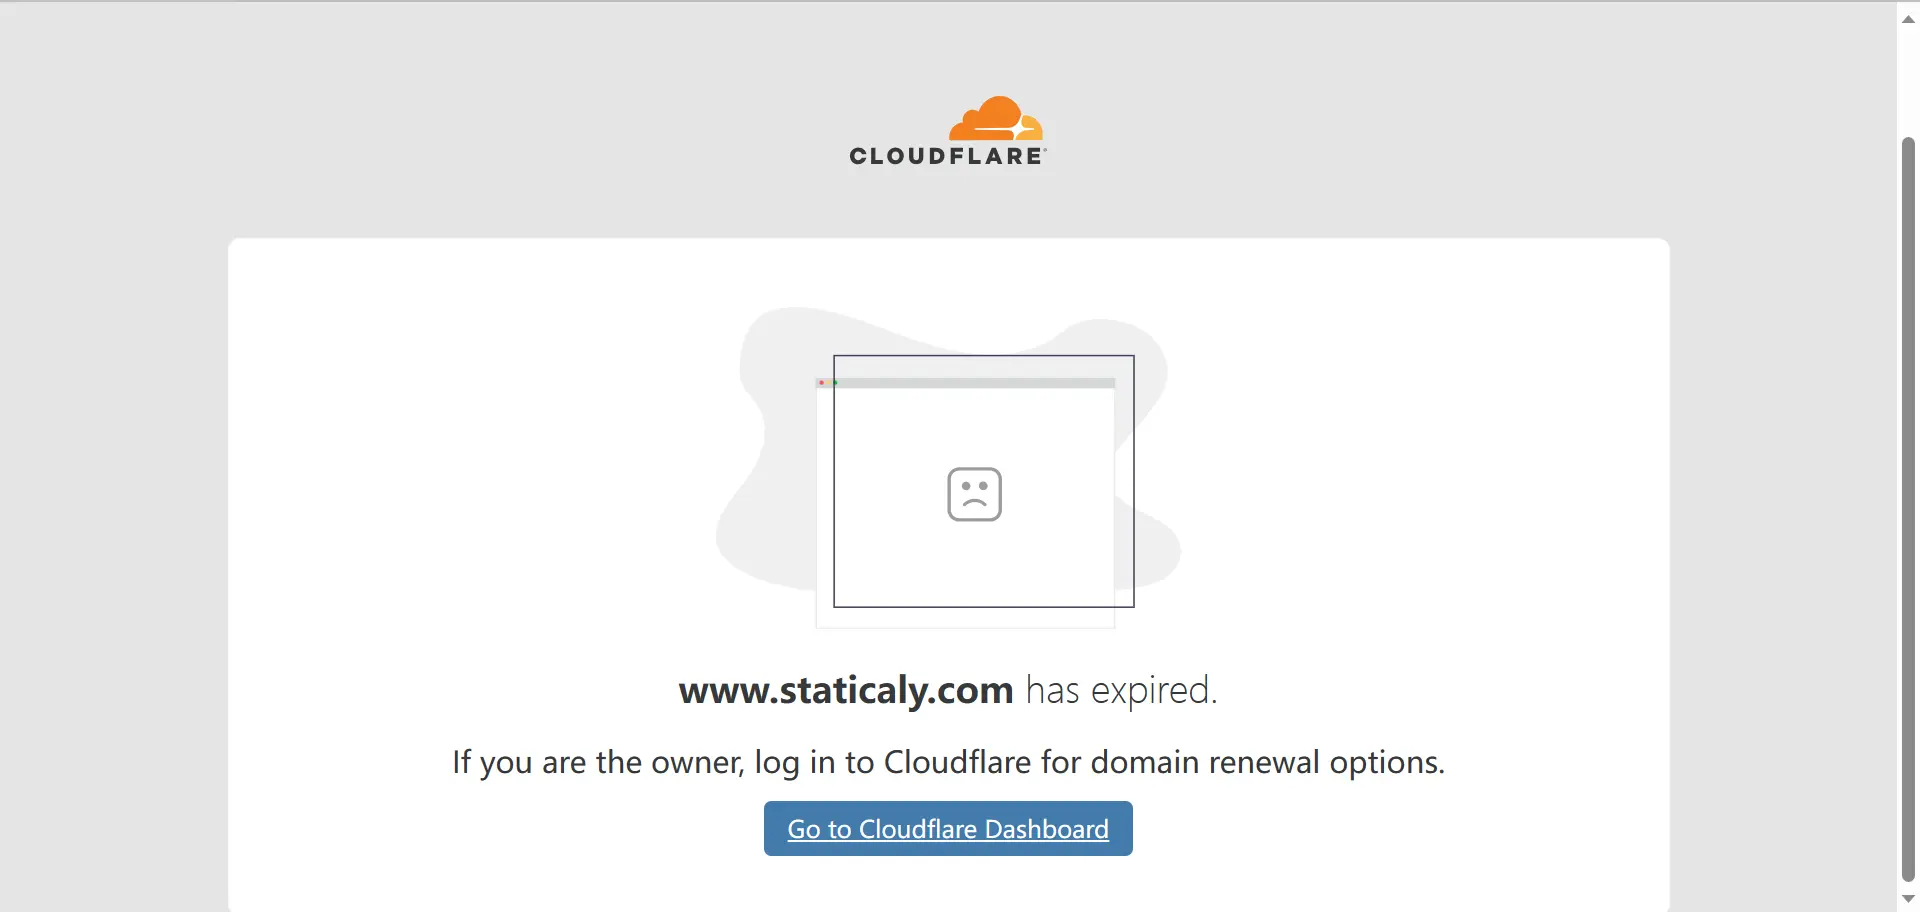 CLOUDFLARE
www.staticaly.com has expired.
If you are the owner, log in to Cloudflare for domain renewal options.
Go to Cloudflare Dashboard